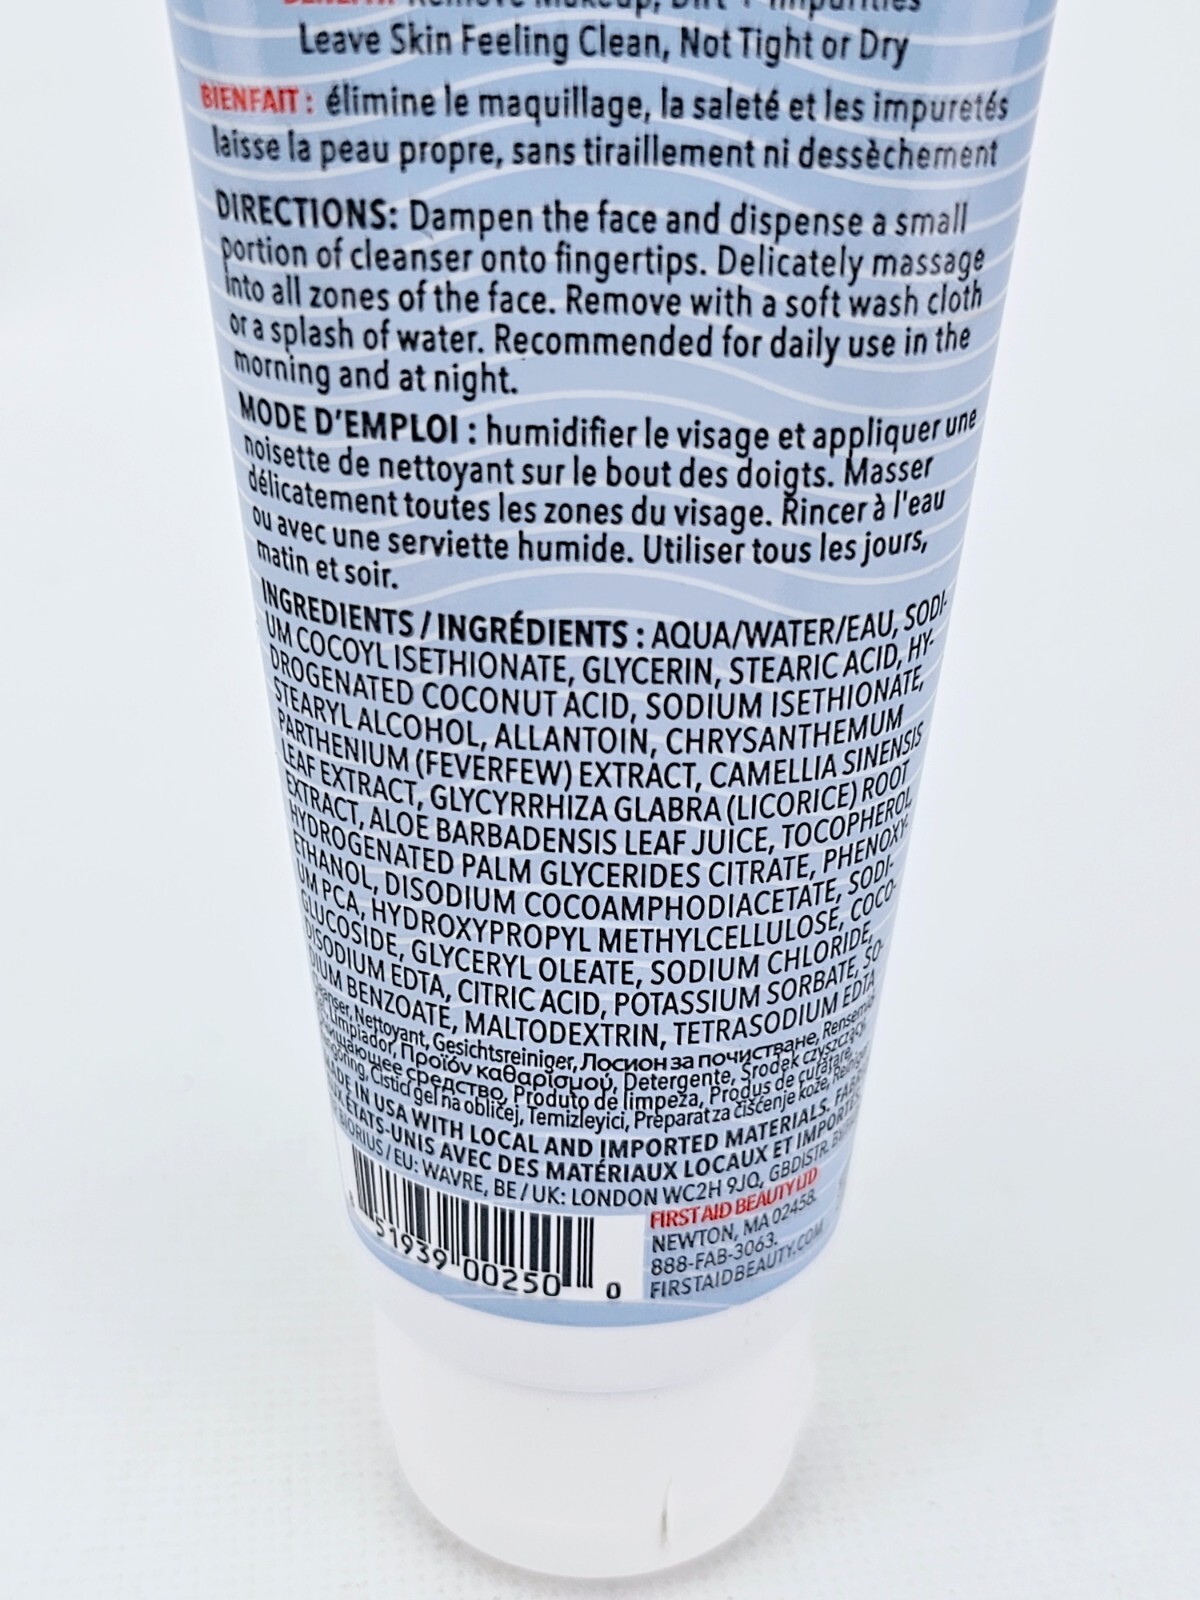 BENEFIT: Remove Makeup, Dirt + Impurities
Leave Skin Feeling Clean, Not Tight or Dry
BIENFAIT : élimine le maquillage, la saleté et les impuretés
laisse la peau propre, sans tiraillement ni dessèchement
DIRECTIONS: Dampen the face and dispense a small
portion of cleanser onto fingertips. Delicately massage
into all zones of the face. Remove with a soft wash cloth
or a splash of water. Recommended for daily use in the
morning and at night.
MODE D'EMPLOI : humidifier le visage et appliquer une
noisette de nettoyant sur le bout des doigts. Masser
délicatement toutes les zones du visage. Rincer à l'eau
ou avec une serviette humide. Utiliser tous les jours,
matin et soir.
INGREDIENTS / INGRÉDIENTS : AQUA/WATER/EAU, SODI-
UM COCOYL ISETHIONATE, GLYCERIN, STEARIC ACID, HY-
DROGENATED COCONUT ACID, SODIUM ISETHIONATE,
STEARYL ALCOHOL, ALLANTOIN, CHRYSANTHEMUM
PARTHENIUM (FEVERFEW) EXTRACT, CAMELLIA SINENSIS
LEAF EXTRACT, GLYCYRRHIZA GLABRA (LICORICE) ROOT
EXTRACT, ALOE BARBADENSIS LEAF JUICE, TOCOPHEROL,
HYDROGENATED PALM GLYCERIDES CITRATE, PHENOXY-
ETHANOL, DISODIUM COCOAMPHODIACETATE, SODI-
UM PCA, HYDROXYPROPYL METHYLCELLULOSE, COCO-
GLUCOSIDE, GLYCERYL OLEATE, SODIUM CHLORIDE,
DISODIUM EDTA, CITRIC ACID, POTASSIUM SORBATE, SO-
DIUM BENZOATE, MALTODEXTRIN, TETRASODIUM EDTA
Nettoyant, Gesichtsreiniger, Лосион за почистване,
Limpiador, Προϊόν καθαρισμού, Detergente, Środek czyszczący,
средство, Produto de limpeza, Produs de curățare,
Čisticí gel na obličej, Temizleyici, Preparat za čišćenje kože,
MADE IN USA WITH LOCAL AND IMPORTED MATERIALS.
ÉTATS-UNIS AVEC DES MATÉRIAUX LOCAUX ET IMPORTÉS
BIORIUS / EU: WAVRE, BE / UK: LONDON WC2H 9JQ, GBDISTR.
FIRST AID BEAUTY LTD
NEWTON, MA 02458.
888-FAB-3063.
FIRSTAIDBEAUTY.COM
51939 00250 0